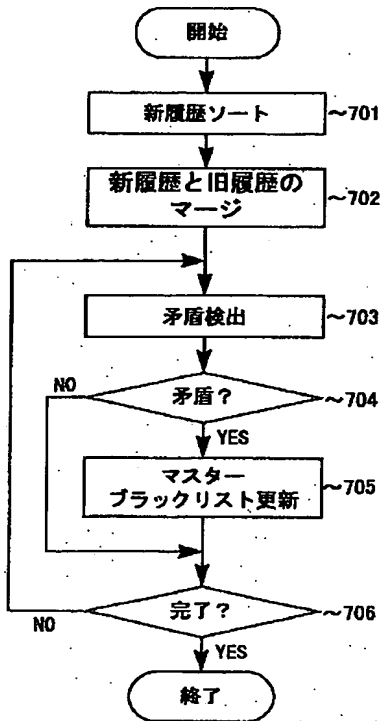 開始
新履歴ソート
~701
新履歴と旧履歴の
マージ
~702
矛盾検出
~703
NO
矛盾？
~704
YES
マスター
ブラックリスト更新
~705
完了？
~706
NO
YES
終了